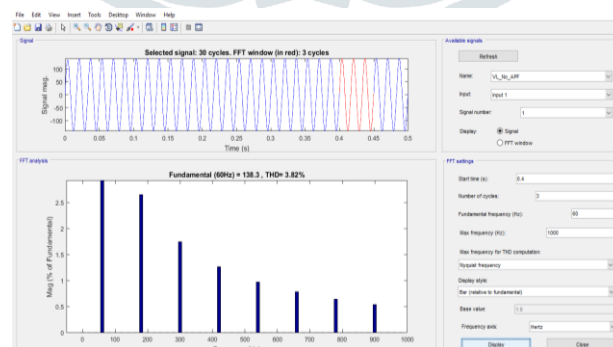 File Edit View Insert Tools Desktop Window Help
Signal
Selected signal: 30 cycles. FFT window (in red): 3 cycles
Signal mag.
100
50
0
-50
-100
0 0.05 0.1 0.15 0.2 0.25 0.3 0.35 0.4 0.45 0.5
Time (s)
FFT analysis
Fundamental (60Hz) = 138.3 , THD= 3.82%
Mag (% of Fundamental)
2.5
2
1.5
1
0.5
0
0 100 200 300 400 500 600 700 800 900 1000
Available signals
Refresh
Name: VL_No_APF
Input: input 1
Signal number: 1
Display: Signal
FFT window
FFT settings
Start time (s): 0.4
Number of cycles: 3
Fundamental frequency (Hz): 60
Max frequency (Hz): 1000
Max frequency for THD computation:
Nyquist frequency
Display style:
Bar (relative to fundamental)
Base value: 1.0
Frequency axis: Hertz
Display Close